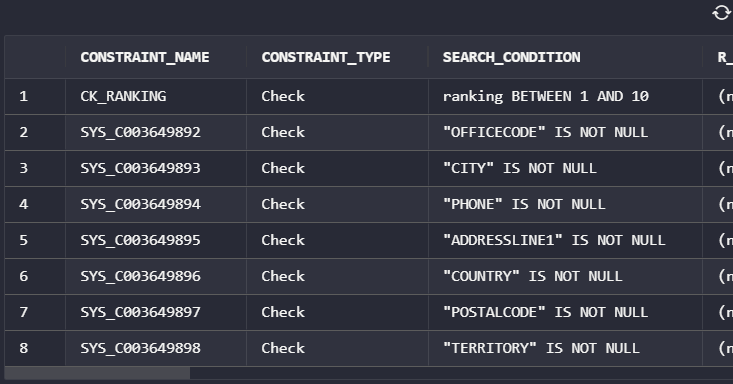 CONSTRAINT_NAME CONSTRAINT_TYPE SEARCH_CONDITION R_
1 CK_RANKING Check ranking BETWEEN 1 AND 10 (n
2 SYS_C003649892 Check "OFFICECODE" IS NOT NULL (n
3 SYS_C003649893 Check "CITY" IS NOT NULL (n
4 SYS_C003649894 Check "PHONE" IS NOT NULL (n
5 SYS_C003649895 Check "ADDRESSLINE1" IS NOT NULL (n
6 SYS_C003649896 Check "COUNTRY" IS NOT NULL (n
7 SYS_C003649897 Check "POSTALCODE" IS NOT NULL (n
8 SYS_C003649898 Check "TERRITORY" IS NOT NULL (n